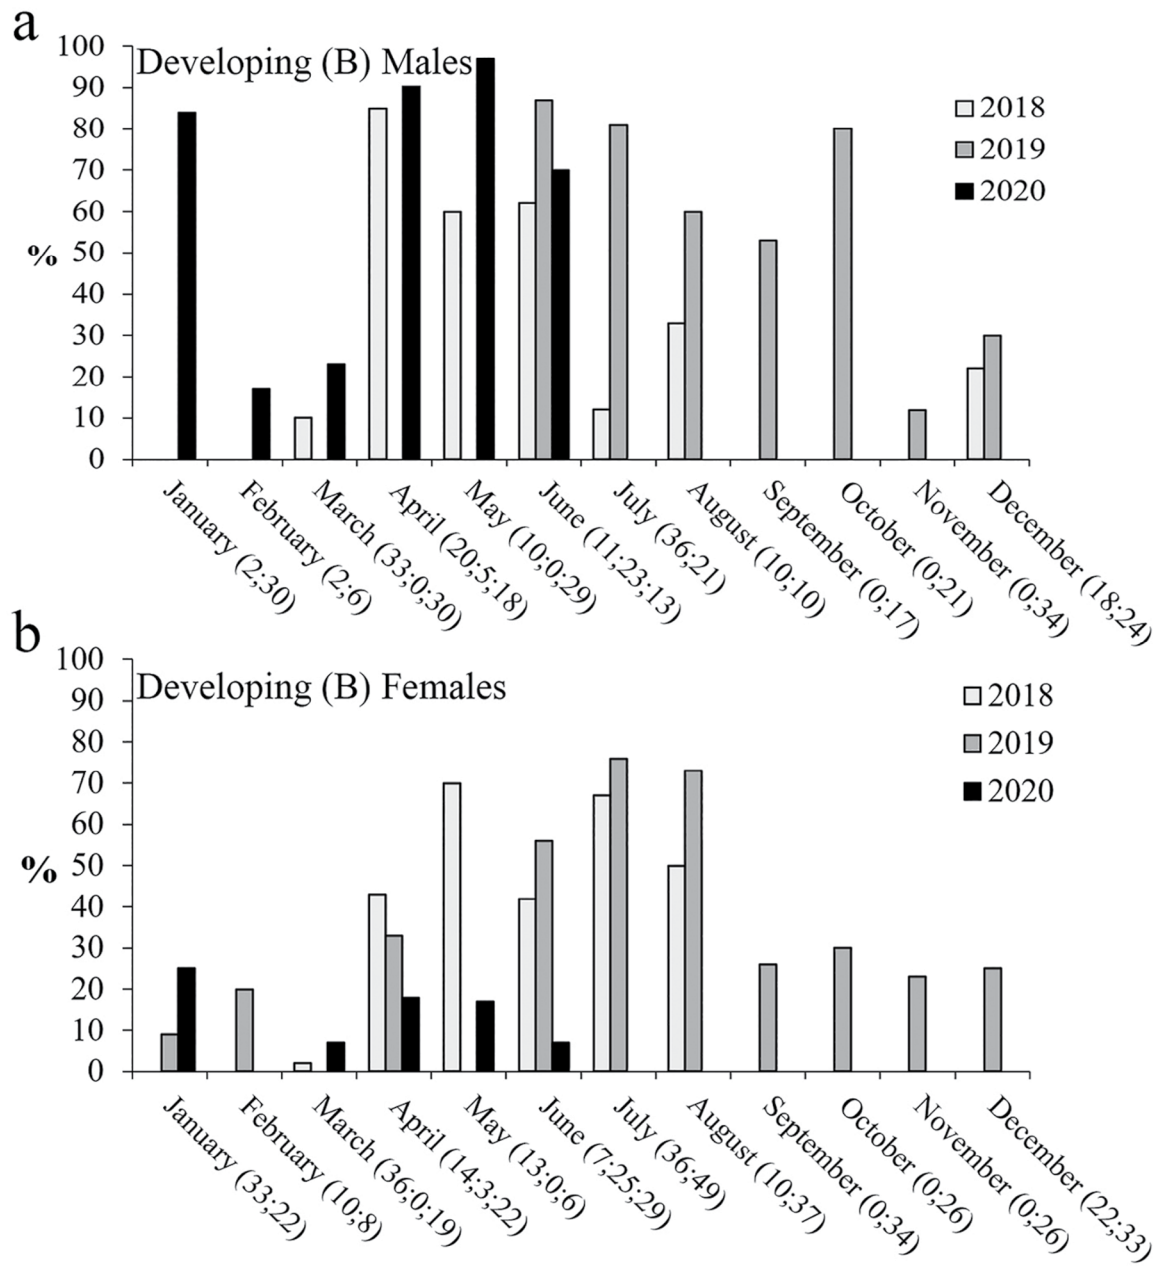 a
Developing (B) Males
100
90
80
70
60
50
40
30
20
10
0
%
2018
2019
2020
January (2;30)
February (2;6)
March (33;0;30)
April (20;5;18)
May (10;0;29)
June (11;23;13)
July (36;21)
August (10;10)
September (0;17)
October (0;21)
November (0;34)
December (18;24)
b
Developing (B) Females
100
90
80
70
60
50
40
30
20
10
0
%
2018
2019
2020
January (33;22)
February (10;8)
March (36;0;19)
April (14;3;22)
May (13;0;6)
June (7;25;29)
July (36;49)
August (10;37)
September (0;34)
October (0;26)
November (0;26)
December (22;33)